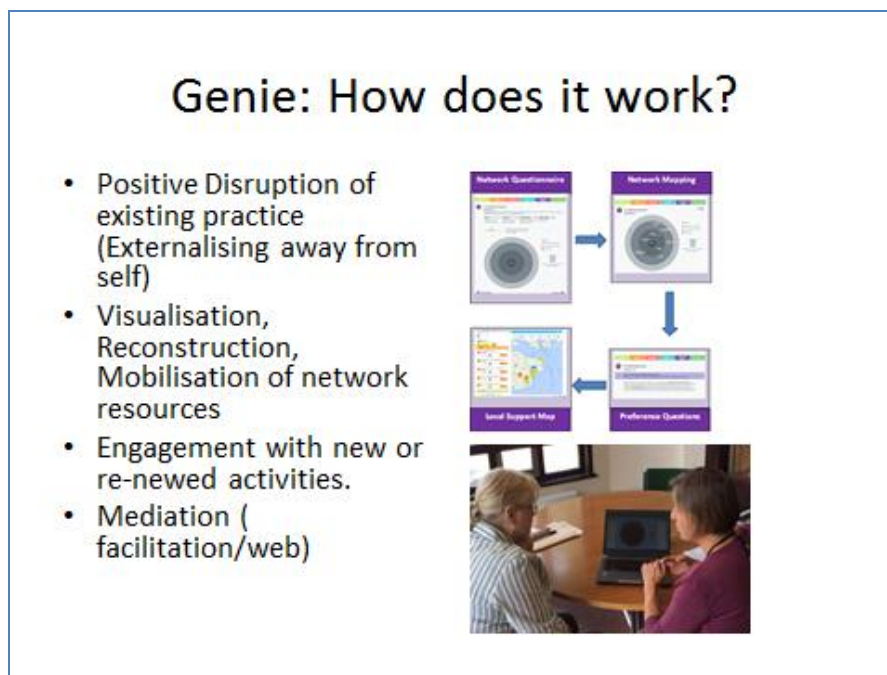 Genie: How does it work?
• Positive Disruption of
existing practice
(Externalising away from
self)
• Visualisation,
Reconstruction,
Mobilisation of network
resources
• Engagement with new or
re-newed activities.
• Mediation (
facilitation/web)
Network Questionnaire
Network Mapping
Local Support Map
Preference Questions